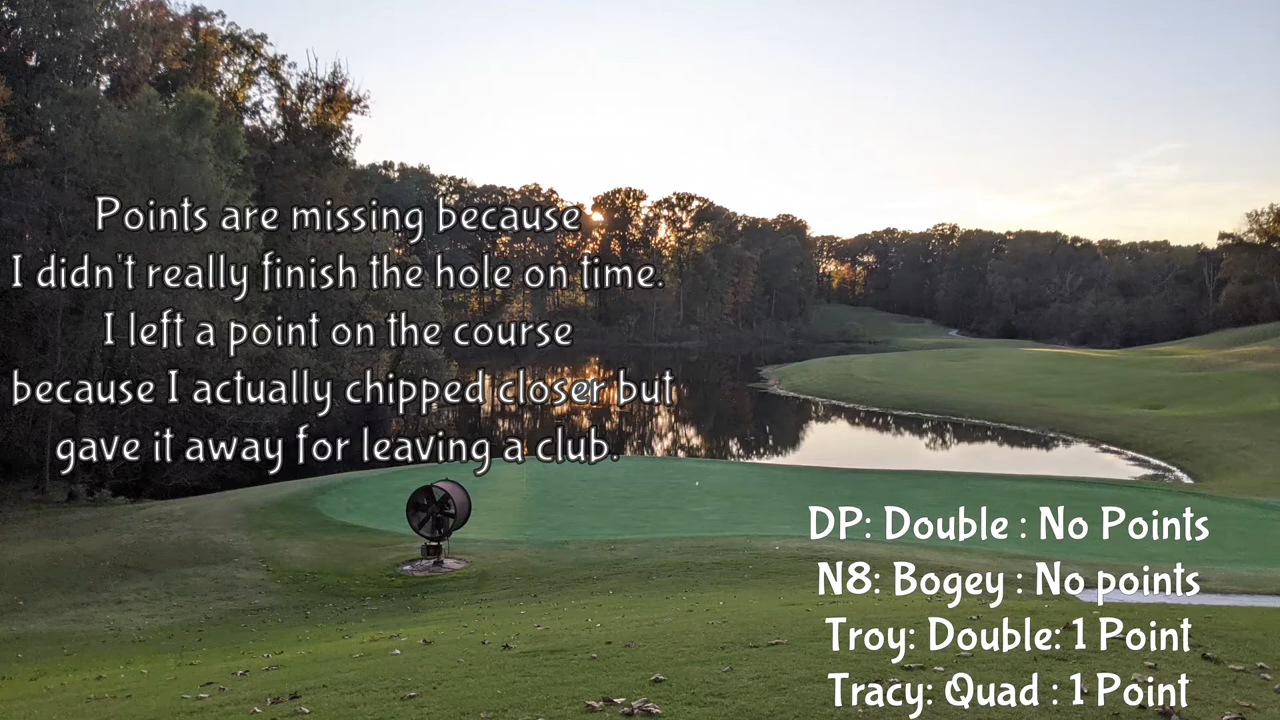 Points are missing because
I didn't really finish the hole on time.
I left a point on the course
because I actually chipped closer but
gave it away for leaving a club.
DP: Double : No Points
N8: Bogey : No points
Troy: Double: 1 Point
Tracy: Quad : 1 Point